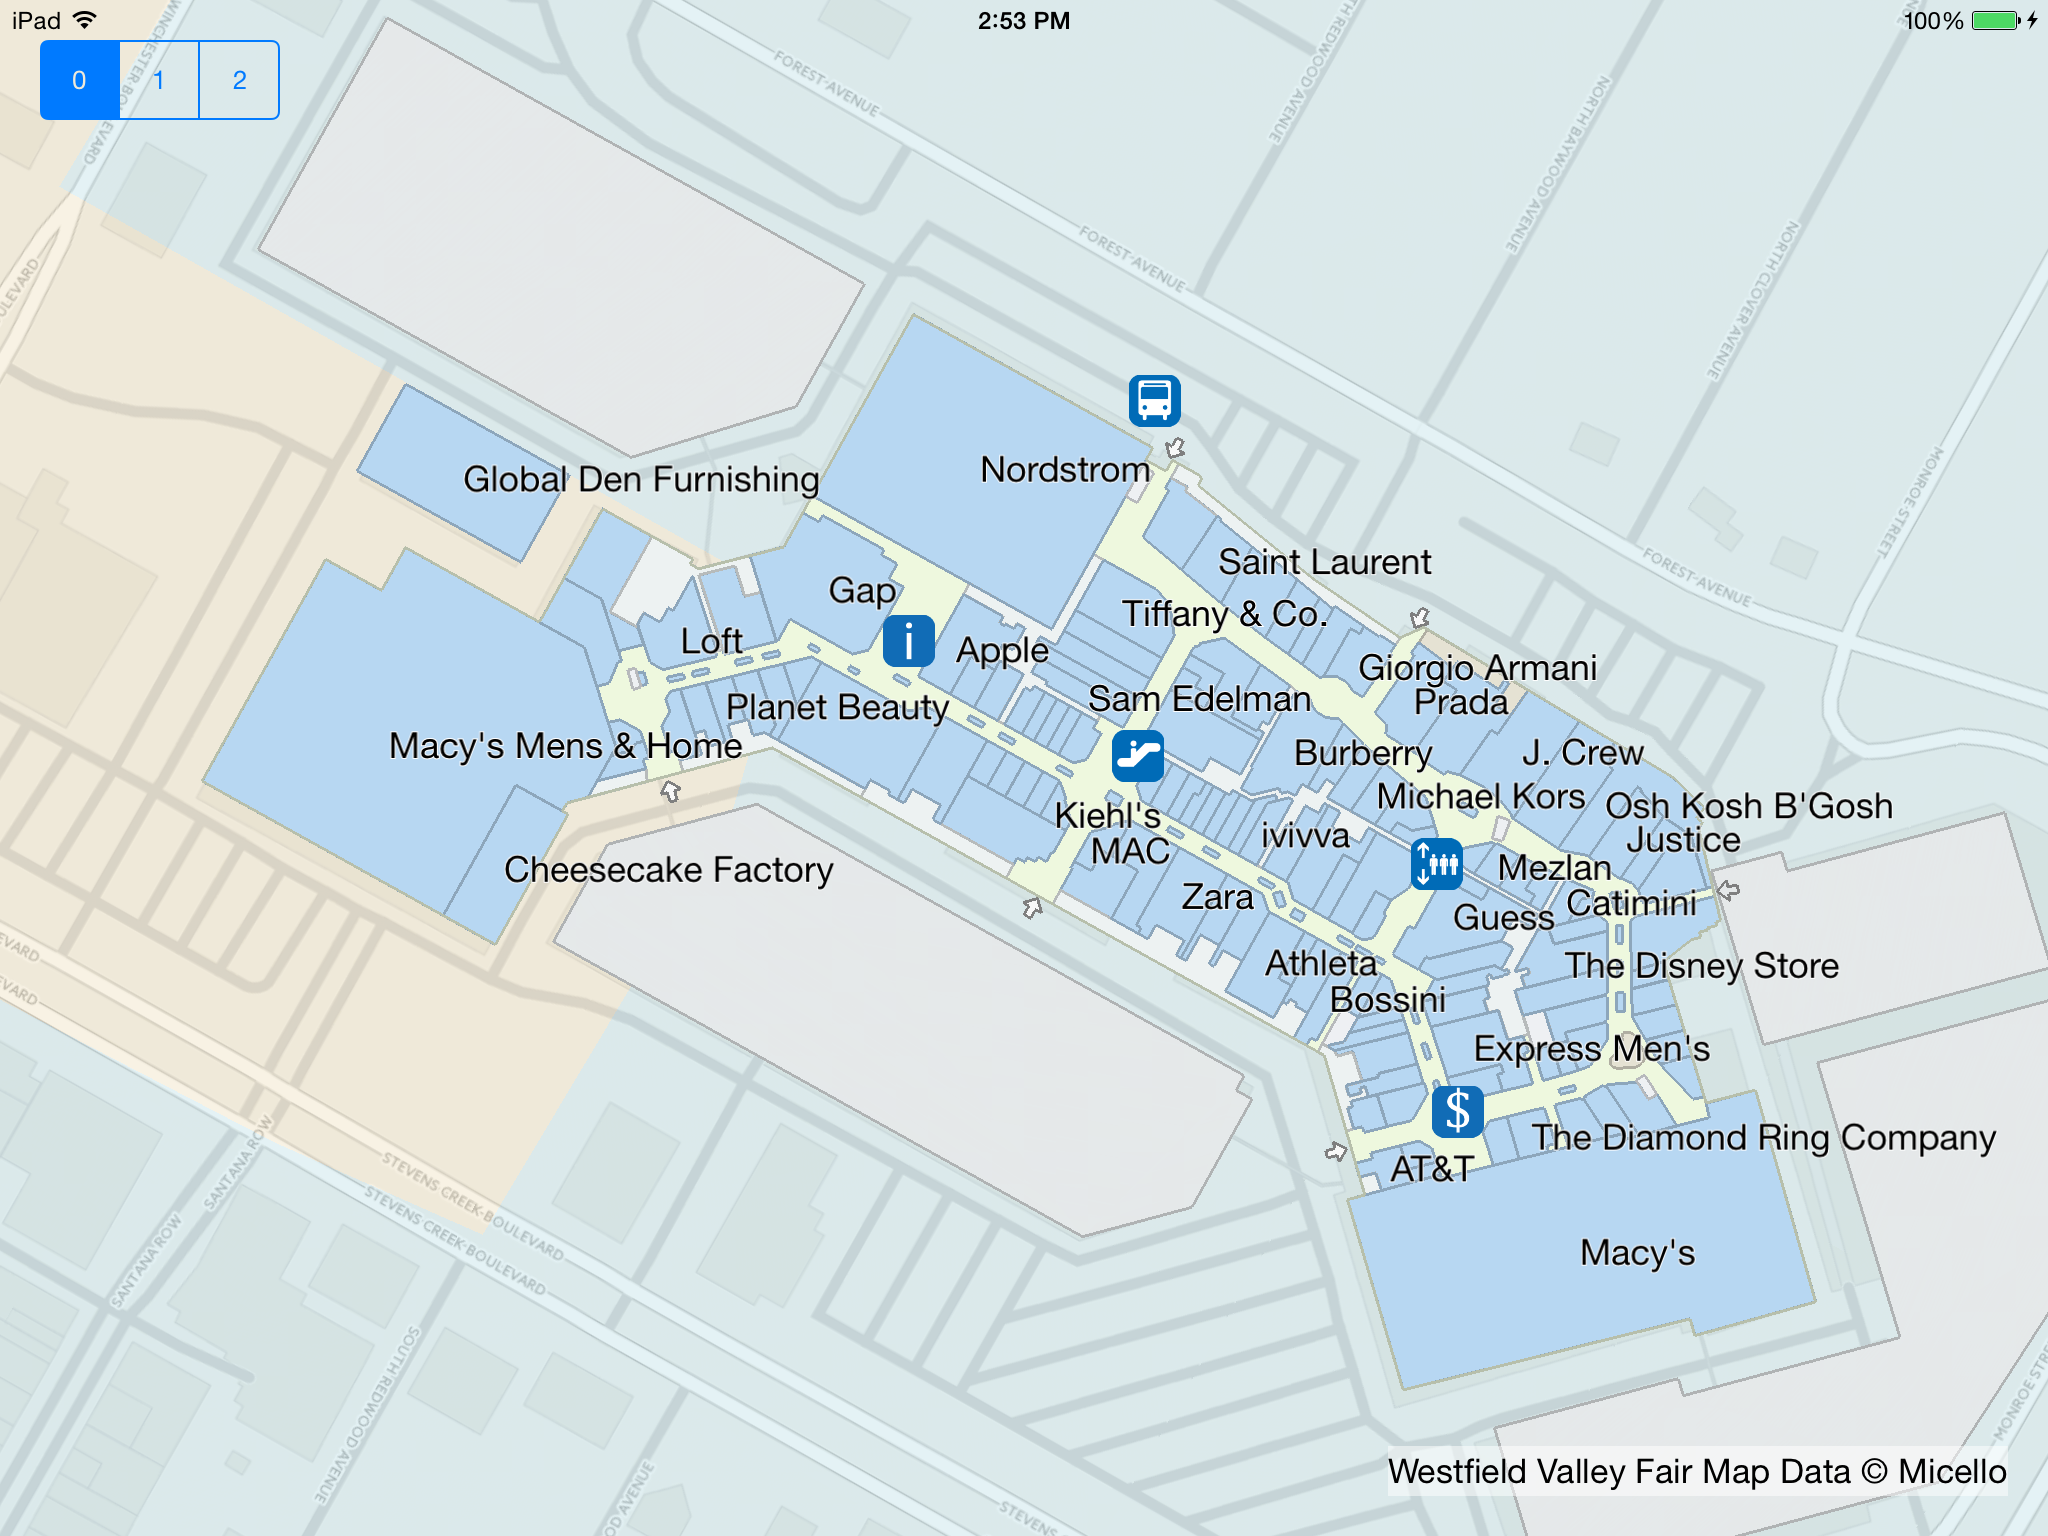 iPad
2:53 PM
100%
0
1
2
WINCHESTER-BOULEVARD
FOREST-AVENUE
NORTH REDWOOD AVENUE
NORTH BAYWOOD AVENUE
FOREST-AVENUE
NORTH CLOVER AVENUE
MONROE-STREET
FOREST-AVENUE
Nordstrom
Global Den Furnishing
Saint Laurent
Gap
Tiffany & Co.
i
Loft
Apple
Giorgio Armani
Sam Edelman
Prada
Planet Beauty
Macy's Mens & Home
Burberry
J. Crew
Michael Kors
Osh Kosh B'Gosh
Kiehl's
ivivva
Justice
MAC
Cheesecake Factory
Mezlan
Zara
Catimini
Guess
Athleta
The Disney Store
Bossini
Express Men's
$
The Diamond Ring Company
AT&T
SANTANA ROW
STEVENS CREEK-BOULEVARD
STEVENS CREEK-BOULEVARD
SANTANA ROW
Macy's
SOUTH REDWOOD AVENUE
Westfield Valley Fair Map Data © Micello